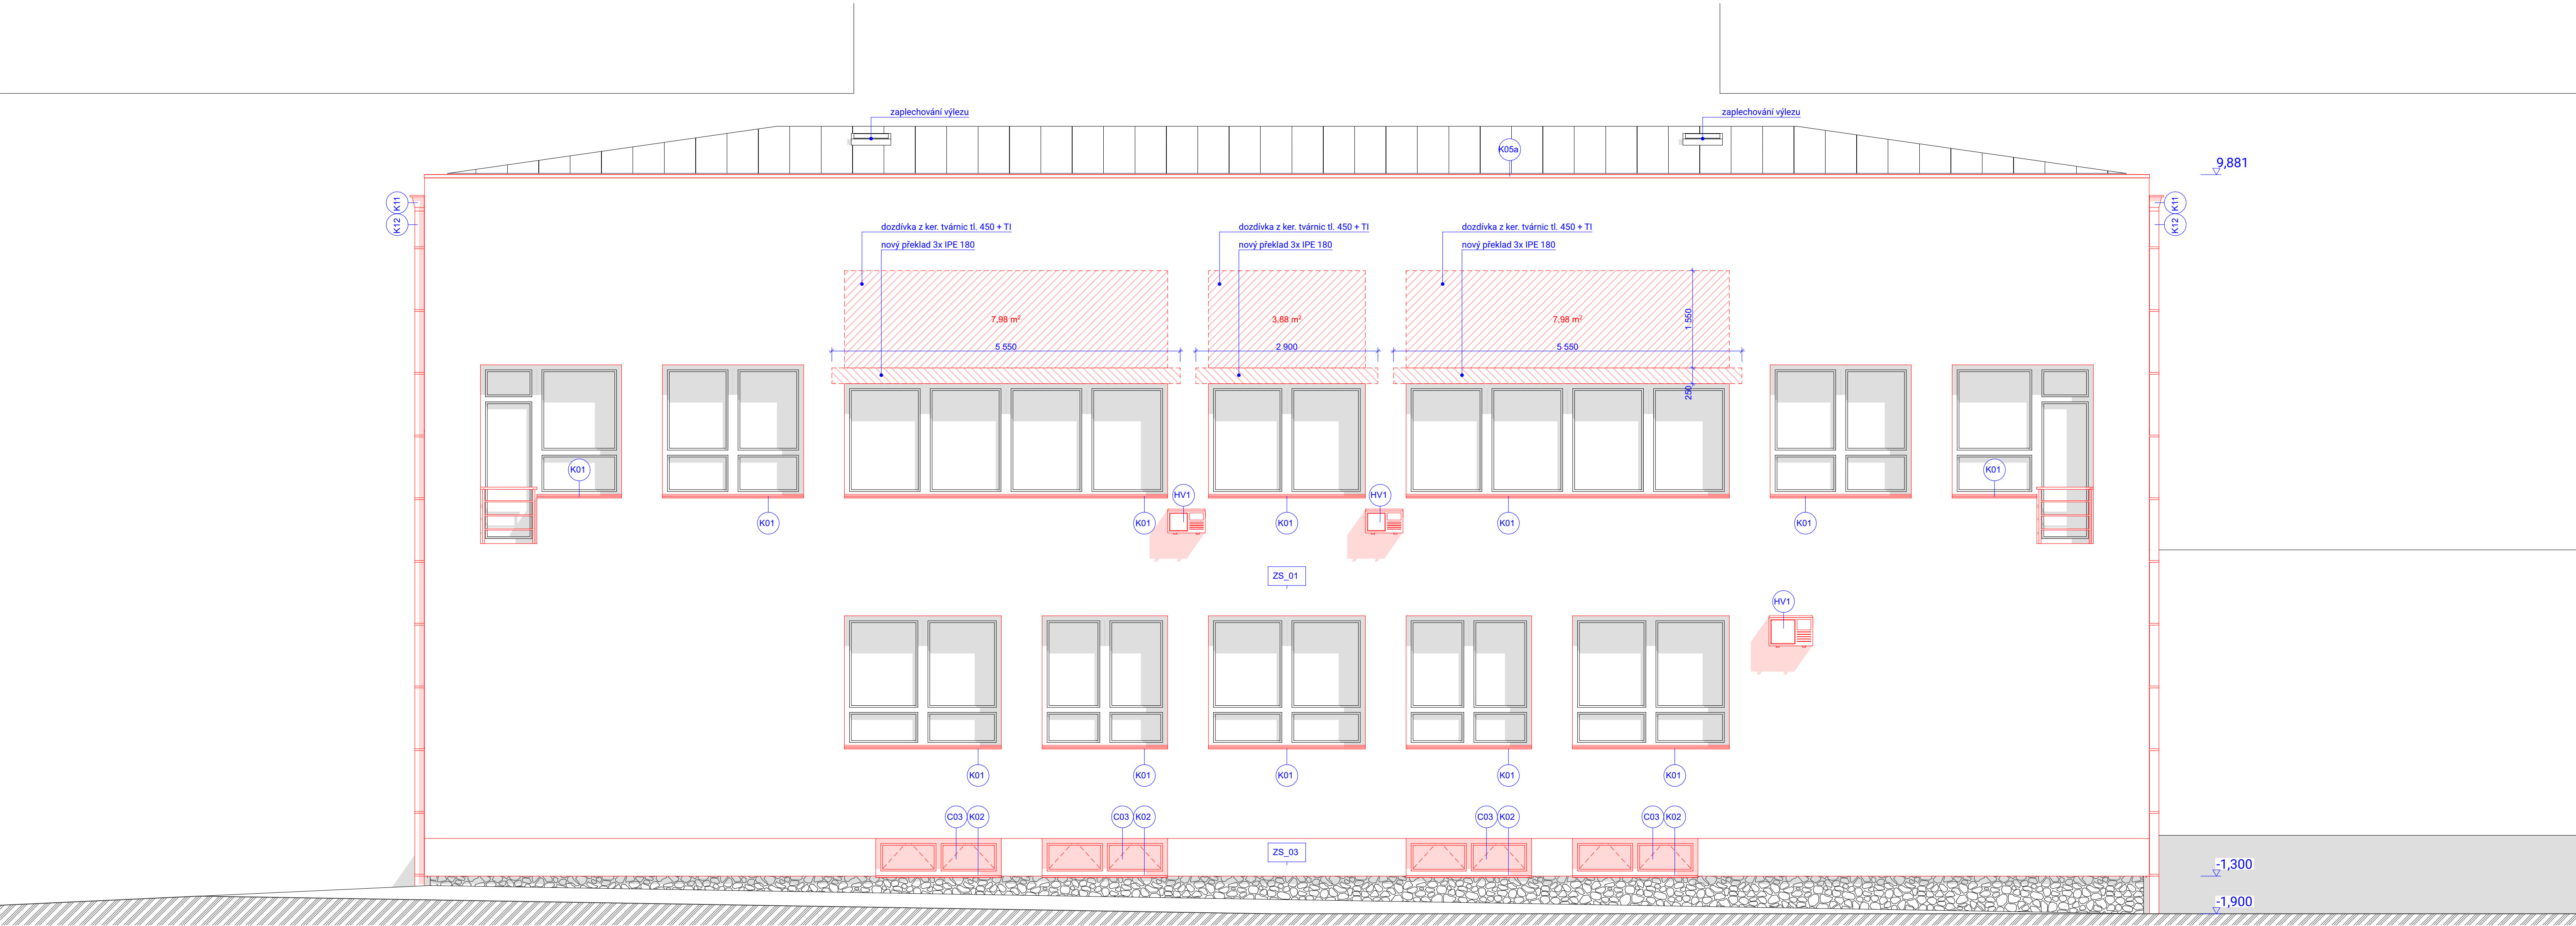 zaplechování výlezu
zaplechování výlezu
K05a
9,881
K11
K12
K11
K12
dozdívka z ker. tvárnic tl. 450 + TI
nový překlad 3x IPE 180
dozdívka z ker. tvárnic tl. 450 + TI
nový překlad 3x IPE 180
dozdívka z ker. tvárnic tl. 450 + TI
nový překlad 3x IPE 180
7,98 m²
3,88 m²
7,98 m²
1 550
5 550
2 900
5 550
250
K01
K01
K01
HV1
K01
HV1
K01
K01
K01
ZS_01
HV1
K01
K01
K01
K01
K01
C03
K02
C03
K02
C03
K02
C03
K02
ZS_03
-1,300
-1,900